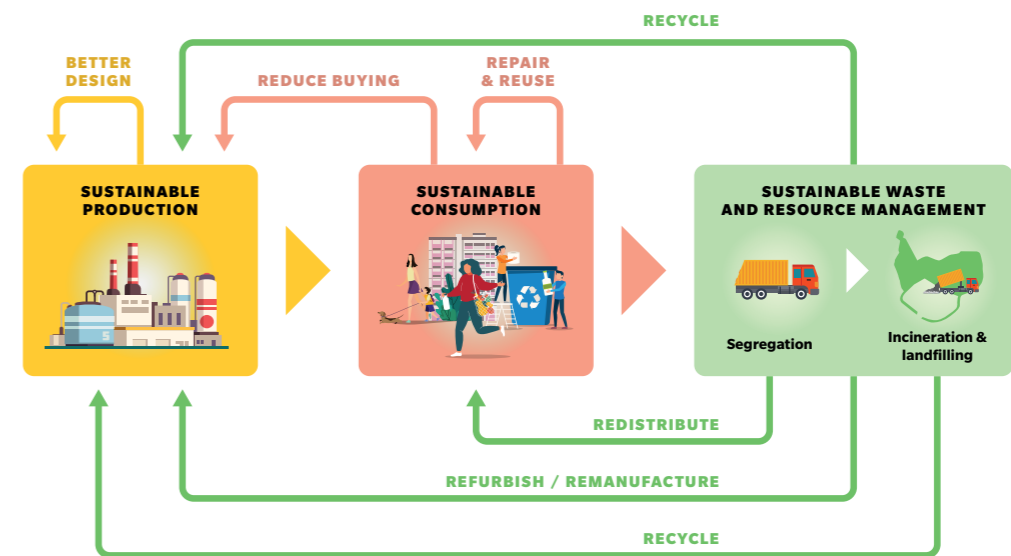 RECYCLE
BETTER
DESIGN
REDUCE BUYING
REPAIR
& REUSE
SUSTAINABLE
PRODUCTION
SUSTAINABLE
CONSUMPTION
SUSTAINABLE WASTE
AND RESOURCE MANAGEMENT
5
Segregation
Incineration &
landfilling
REDISTRIBUTE
REFURBISH / REMANUFACTURE
RECYCLE